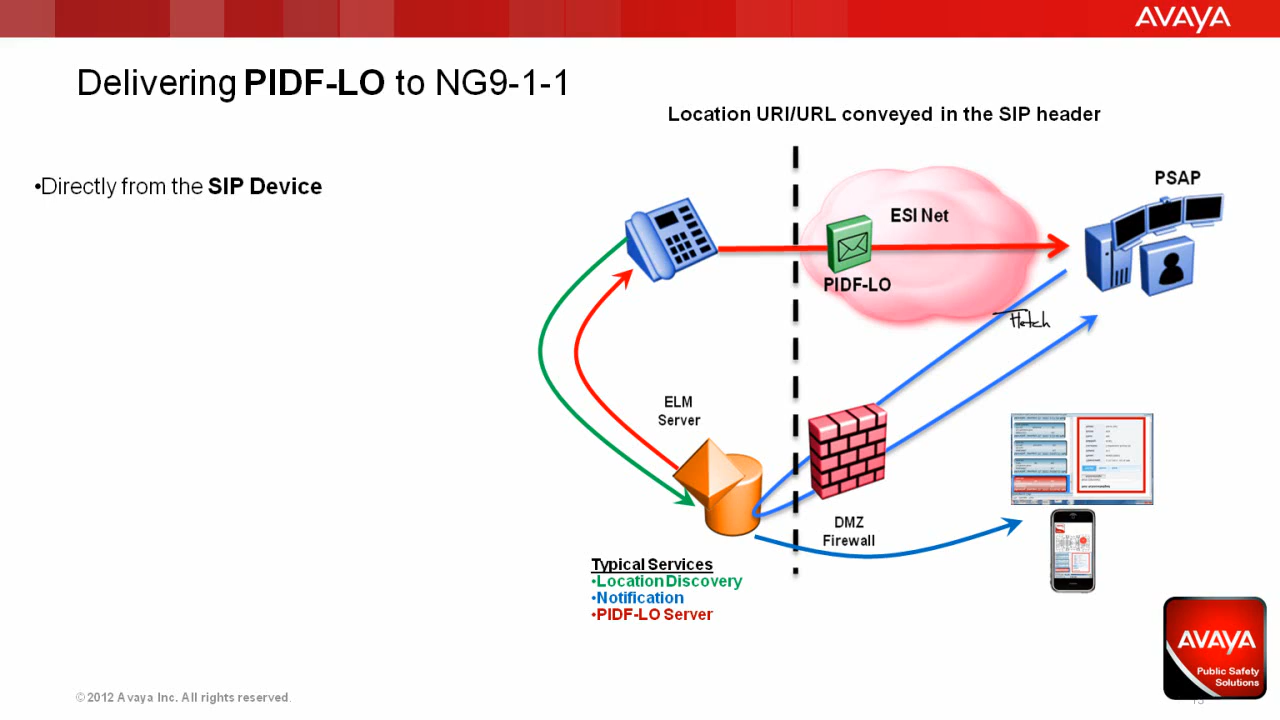 AVAYA
Delivering PIDF-LO to NG9-1-1
Location URI/URL conveyed in the SIP header
•Directly from the SIP Device
PSAP
ESI Net
PIDF-LO
Fletch
ELM
Server
DMZ
Firewall
Typical Services
•Location Discovery
•Notification
•PIDF-LO Server
AVAYA
Public Safety
Solutions
© 2012 Avaya Inc. All rights reserved.